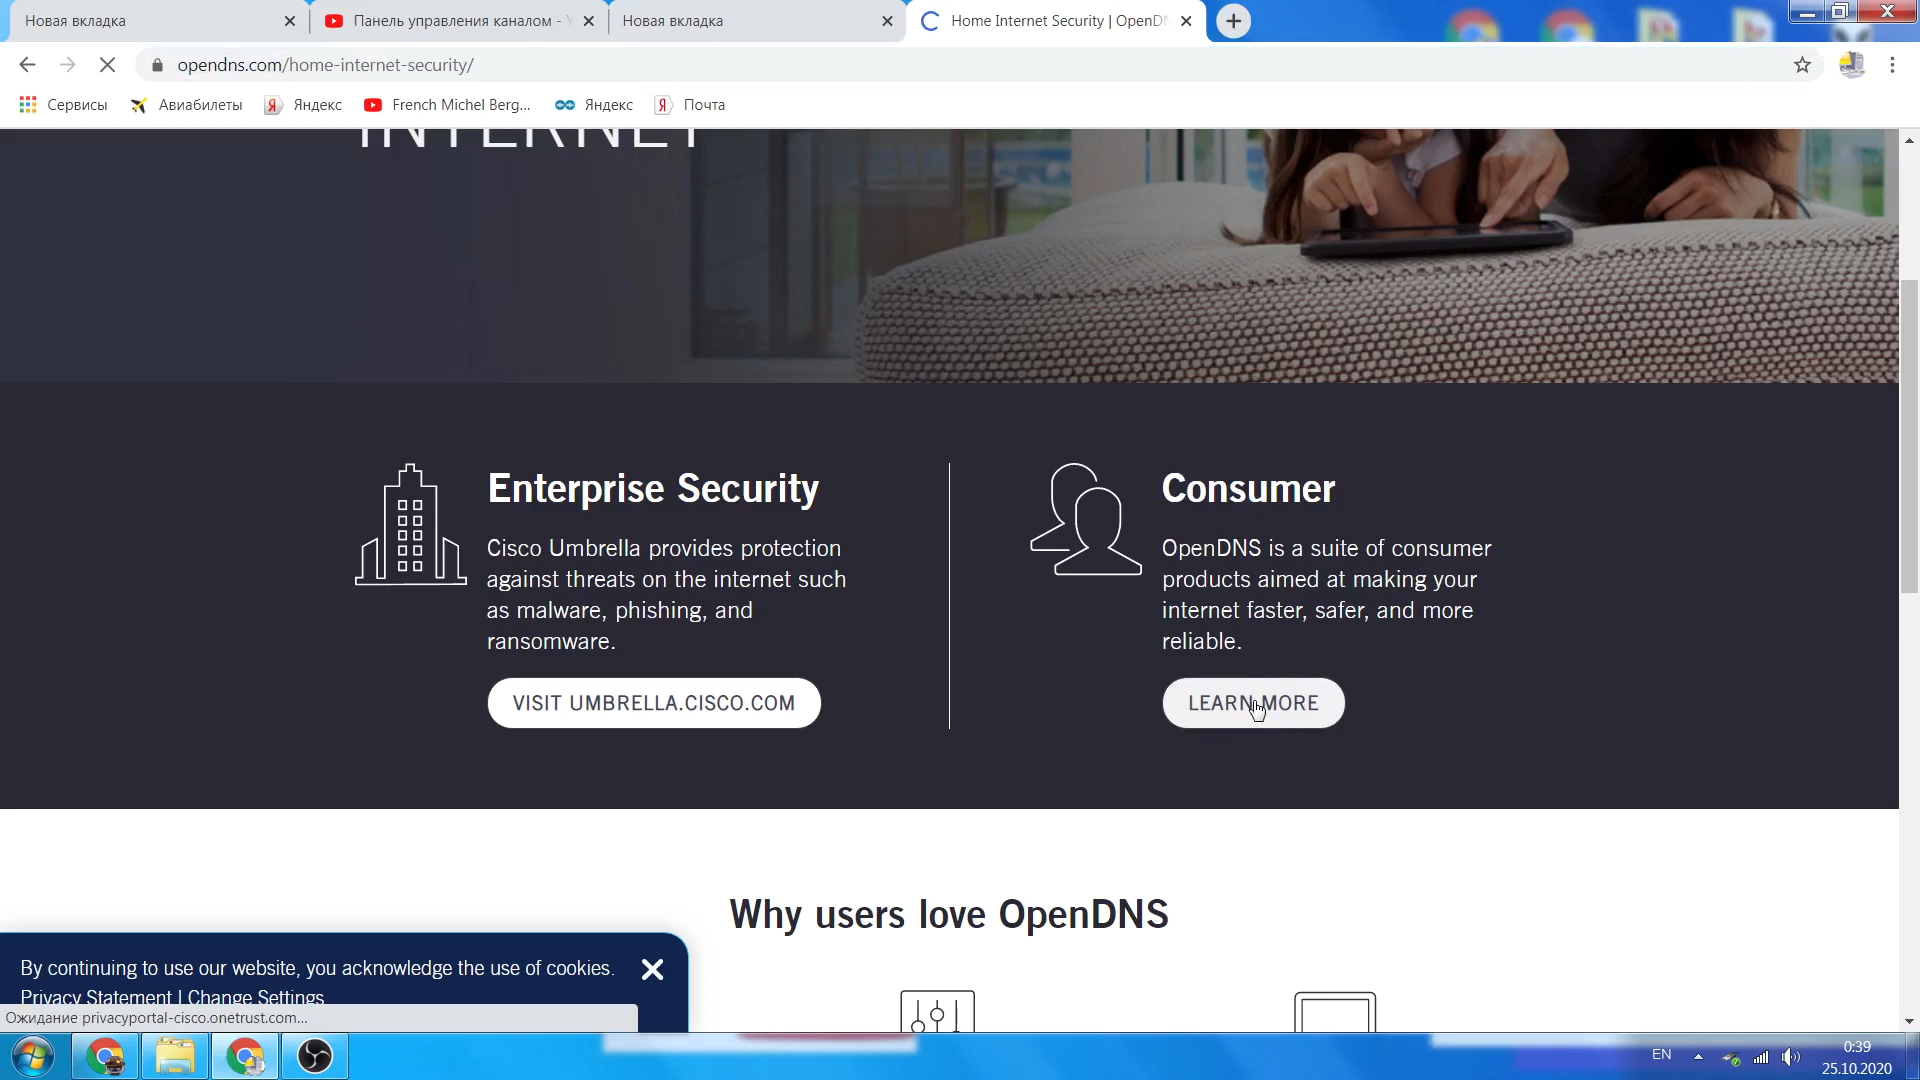 Новая вкладка
Панель управления каналом - Y
Новая вкладка
Home Internet Security | OpenDN
opendns.com/home-internet-security/
Сервисы
Авиабилеты
Я Яндекс
French Michel Berg...
Яндекс
Я Почта
INTERNET
Enterprise Security
Cisco Umbrella provides protection
against threats on the internet such
as malware, phishing, and
ransomware.
VISIT UMBRELLA.CISCO.COM
Consumer
OpenDNS is a suite of consumer
products aimed at making your
internet faster, safer, and more
reliable.
LEARN MORE
Why users love OpenDNS
By continuing to use our website, you acknowledge the use of cookies.
Privacy Statement | Change Settings
Ожидание privacyportal-cisco.onetrust.com...
EN
0:39
25.10.2020